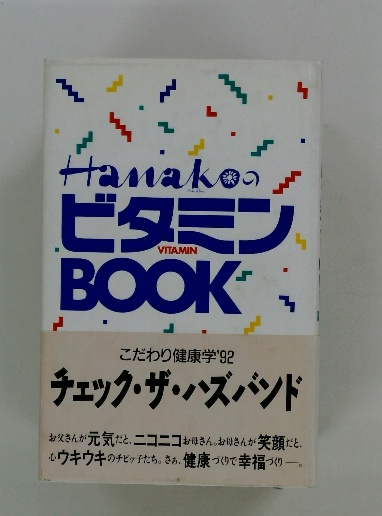 Hanakoの
ビタミン
VITAMIN
BOOK
こだわり健康学'92
チェック・ザ・ハズバンド
お父さんが元気だと、ニコニコお母さん。お母さんが笑顔だと、
心ウキウキのチビッ子たち。さぁ、健康づくりで幸福づくり——。